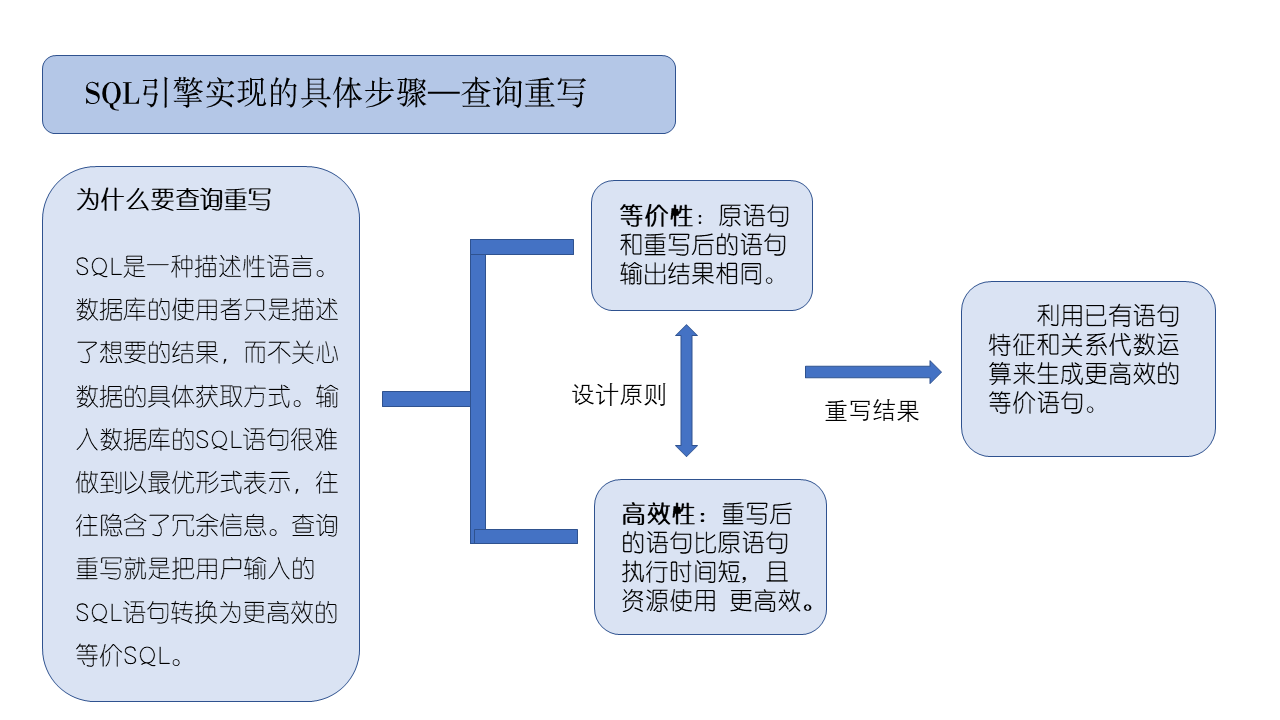 SQL引擎实现的具体步骤—查询重写
为什么要查询重写
SQL是一种描述性语言。
数据库的使用者只是描述
了想要的结果，而不关心
数据的具体获取方式。输
入数据库的SQL语句很难
做到以最优形式表示，往
往隐含了冗余信息。查询
重写就是把用户输入的
SQL语句转换为更高效的
等价SQL。
等价性：原语句
和重写后的语句
输出结果相同。
设计原则
高效性：重写后
的语句比原语句
执行时间短，且
资源使用 更高效。
重写结果
利用已有语句
特征和关系代数运
算来生成更高效的
等价语句。